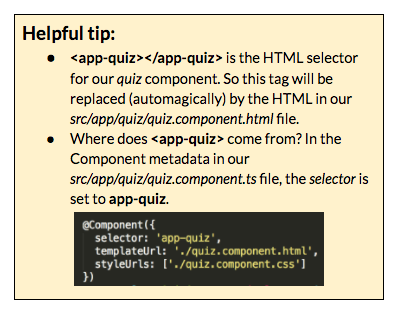 Helpful tip:
● <app-quiz></app-quiz> is the HTML selector
for our quiz component. So this tag will be
replaced (automagically) by the HTML in our
src/app/quiz/quiz.component.html file.
● Where does <app-quiz> come from? In the
Component metadata in our
src/app/quiz/quiz.component.ts file, the selector is
set to app-quiz.
@Component({
  selector: 'app-quiz',
  templateUrl: './quiz.component.html',
  styleUrls: ['./quiz.component.css']
})